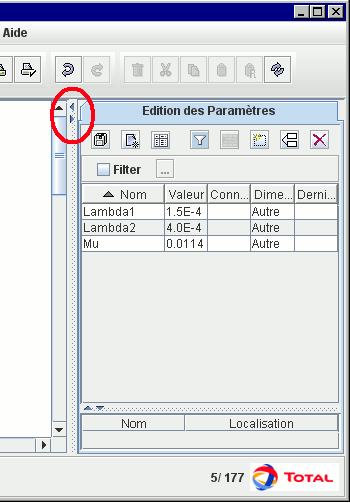 Aide
Edition des Paramètres
Filter ...
Nom Valeur Conn... Dime... Derni...
Lambda1 1.5E-4 Autre
Lambda2 4.0E-4 Autre
Mu 0.0114 Autre
Nom Localisation
5/ 177 TOTAL